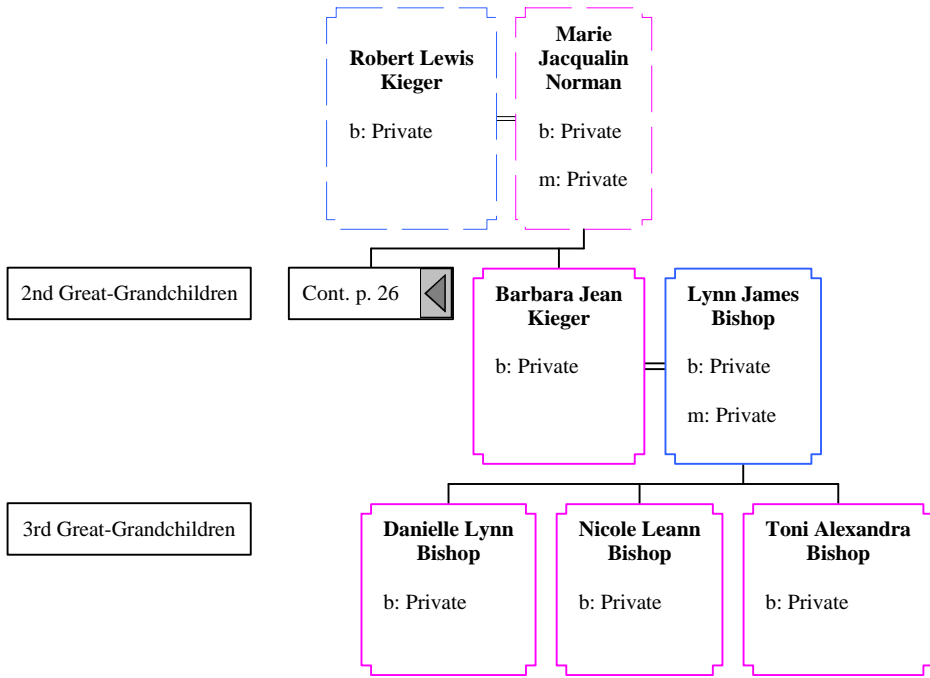 Robert Lewis
Kieger
b: Private
Marie
Jacqualin
Norman
b: Private
m: Private
2nd Great-Grandchildren
Cont. p. 26
Barbara Jean
Kieger
b: Private
Lynn James
Bishop
b: Private
m: Private
3rd Great-Grandchildren
Danielle Lynn
Bishop
b: Private
Nicole Leann
Bishop
b: Private
Toni Alexandra
Bishop
b: Private